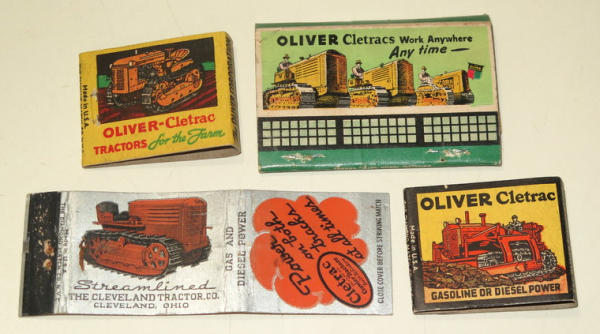 Made in U.S.A.
OLIVER-Cletrac
TRACTORS for the Farm
OLIVER Cletracs Work Anywhere
Any time —
Streamlined
THE CLEVELAND TRACTOR CO.
CLEVELAND, OHIO
GAS AND
DIESEL POWER
Power
on both
tracks
at all times
Cletrac
CLOSE COVER BEFORE STRIKING MATCH
OLIVER Cletrac
Made in U.S.A.
GASOLINE OR DIESEL POWER